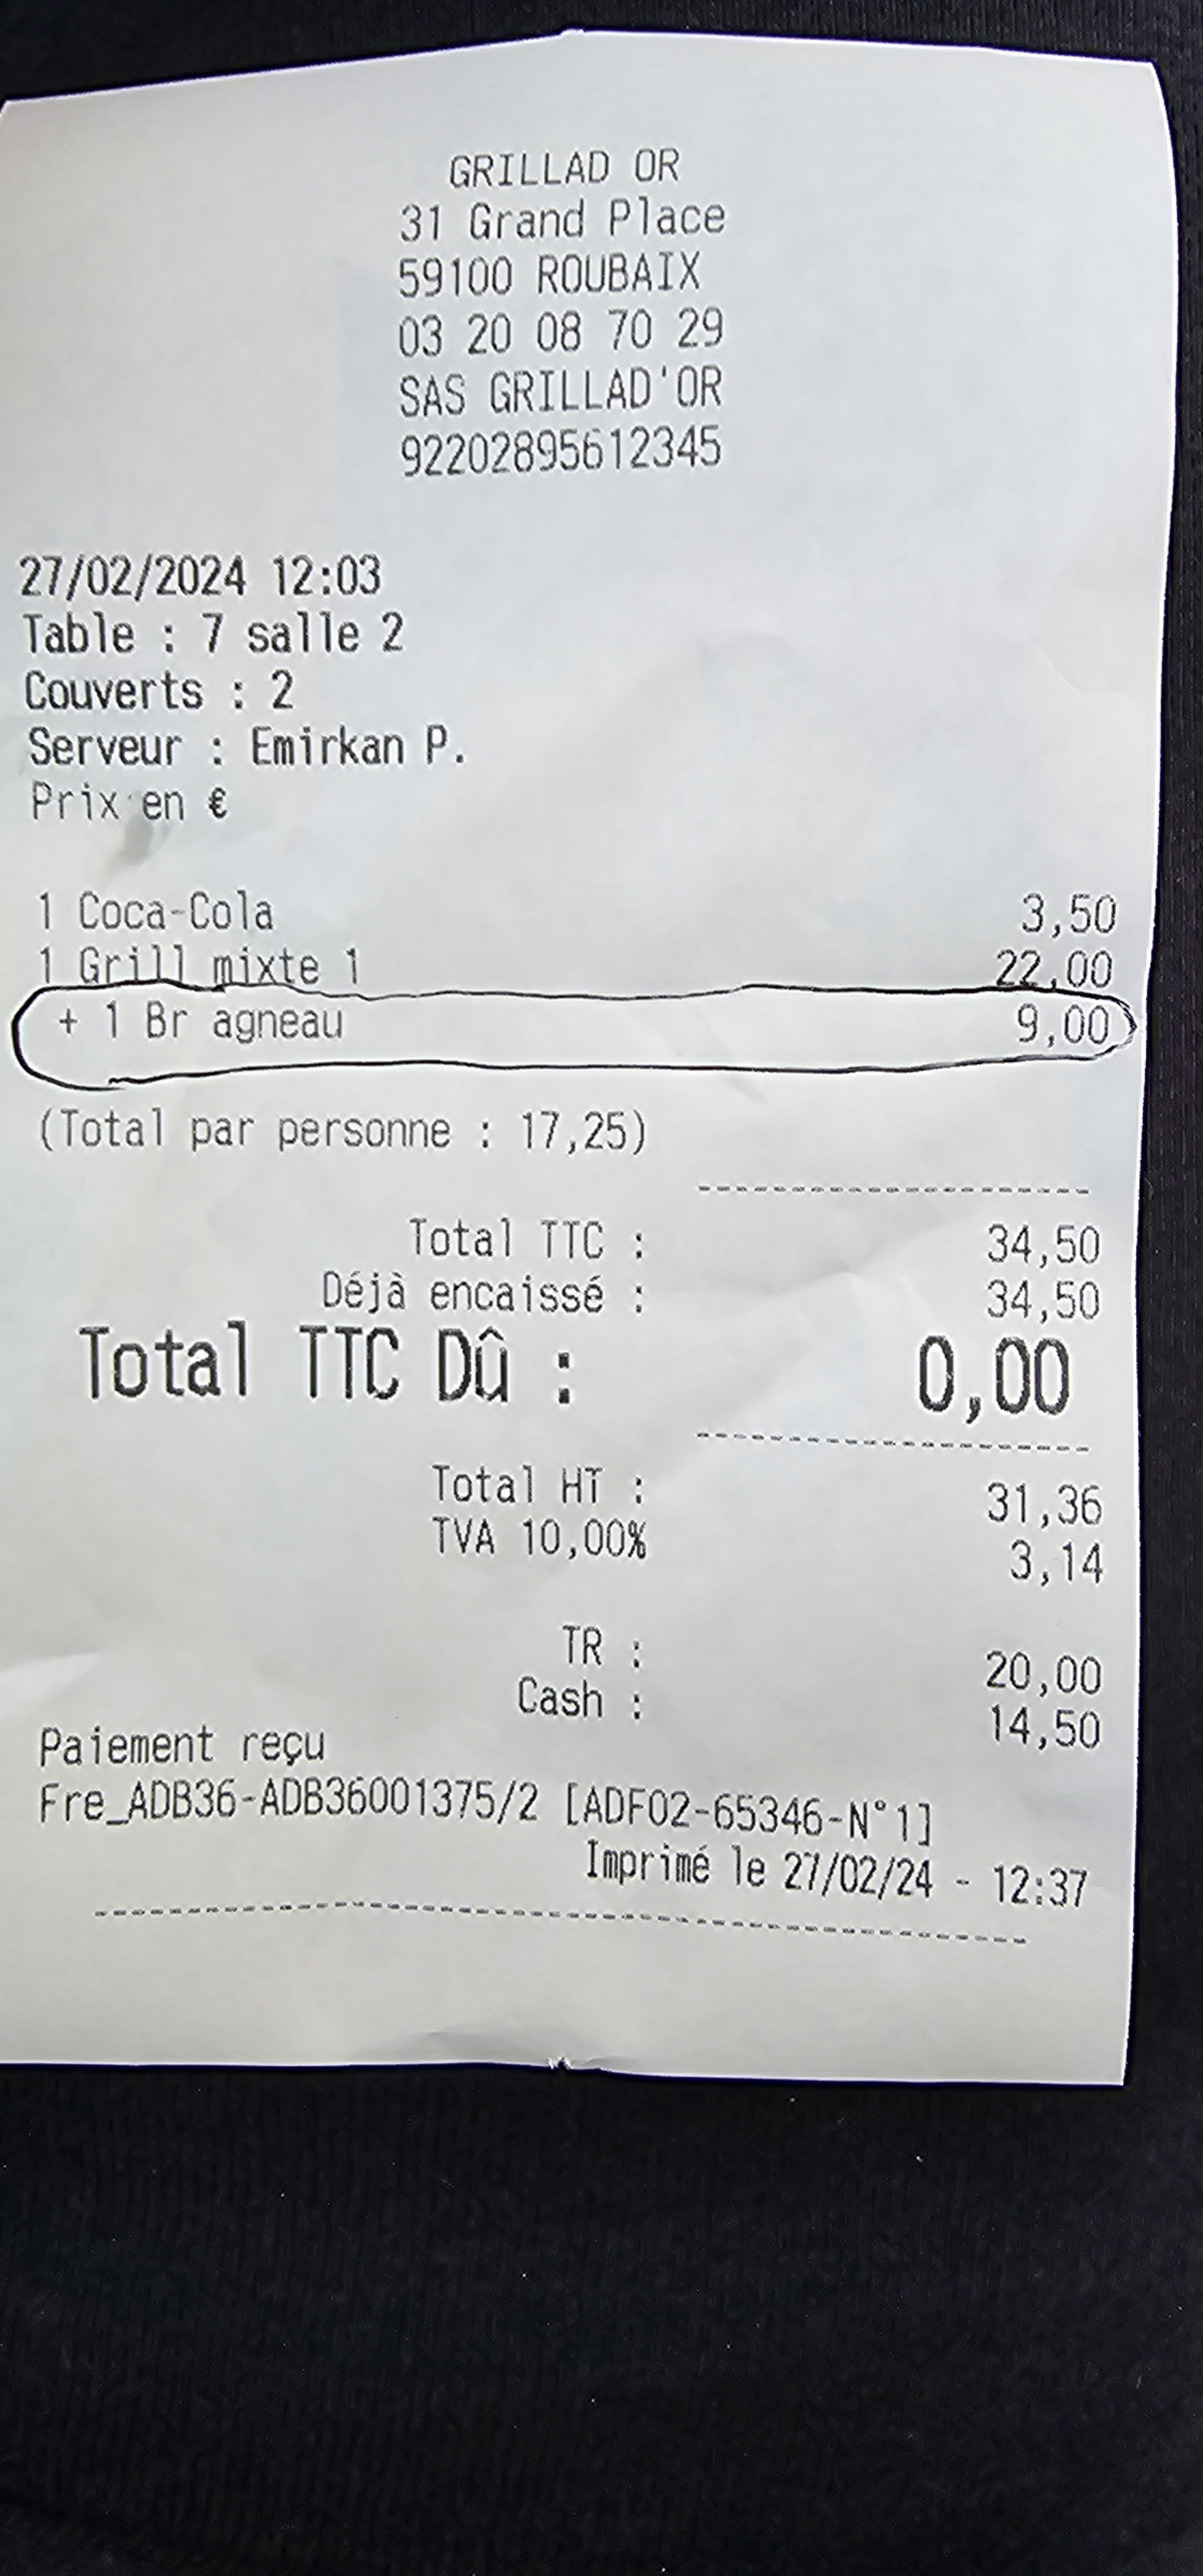 GRILLAD OR
31 Grand Place
59100 ROUBAIX
03 20 08 70 29
SAS GRILLAD'OR
92202895612345
27/02/2024 12:03
Table : 7 salle 2
Couverts : 2
Serveur : Emirkan P.
Prix en €
1 Coca-Cola 3,50
1 Grill mixte 1 22,00
+ 1 Br agneau 9,00
(Total par personne : 17,25)
Total TTC : 34,50
Déjà encaissé : 34,50
Total TTC Dû : 0,00
Total HT : 31,36
TVA 10,00% 3,14
TR : 20,00
Cash : 14,50
Paiement reçu
Fre_ADB36-ADB36001375/2 [ADF02-65346-N°1]
Imprimé le 27/02/24 - 12:37